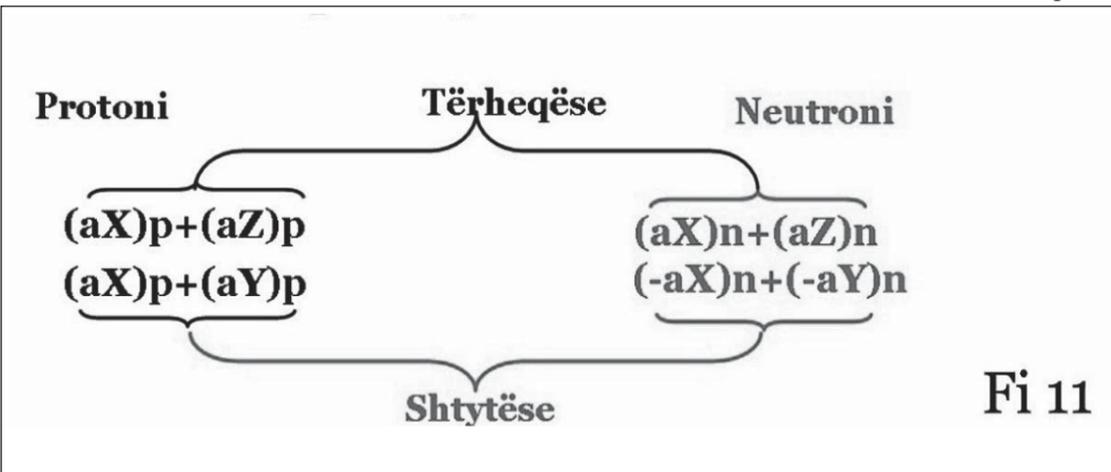 Protoni Tërheqëse Neutroni
(aX)p+(aZ)p (aX)n+(aZ)n
(aX)p+(aY)p (-aX)n+(-aY)n
Shtytëse
Fi 11